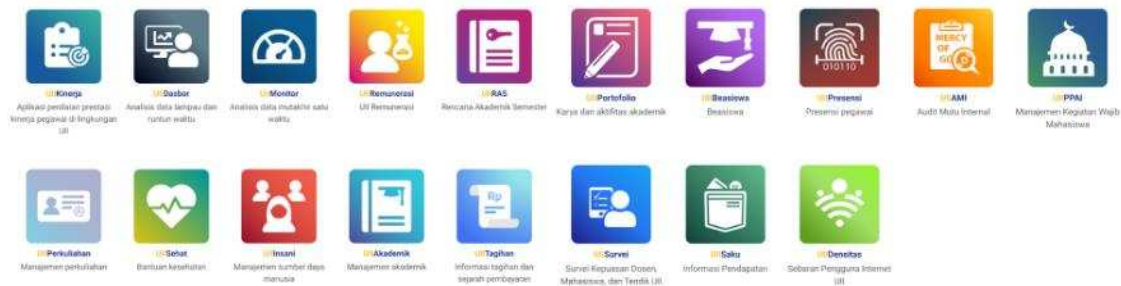 MERCY
OF
GO
010110
UIIKinerja
Aplikasi penilaian prestasi
kinerja pegawai di lingkungan
UII
UIIDasbor
Analisis data lampau dan
runtun waktu
UIIMonitor
Analisis data mutakhir satu
waktu
UIIRemunerasi
UII Remunerasi
UIIRAS
Rencana Akademik Semester
UIIPortofolio
Karya dan aktifitas akademik
UIIBeasiswa
Beasiswa
UIIPresensi
Presensi pegawai
UIIAMI
Audit Mutu Internal
UIIPPAI
Manajemen Kegiatan Wajib
Mahasiswa
Rp
UIIPerkuliahan
Manajemen perkuliahan
UIISehat
Bantuan kesehatan
UIIInsani
Manajemen sumber daya
manusia
UIIAkademik
Manajemen akademik
UIITagihan
Informasi tagihan dan
sejarah pembayaran
UIISurvei
Survei Kepuasan Dosen,
Mahasiswa, dan Tendik UII
UIISaku
Informasi Pendapatan
UIIDensitas
Sebaran Pengguna Internet
UII